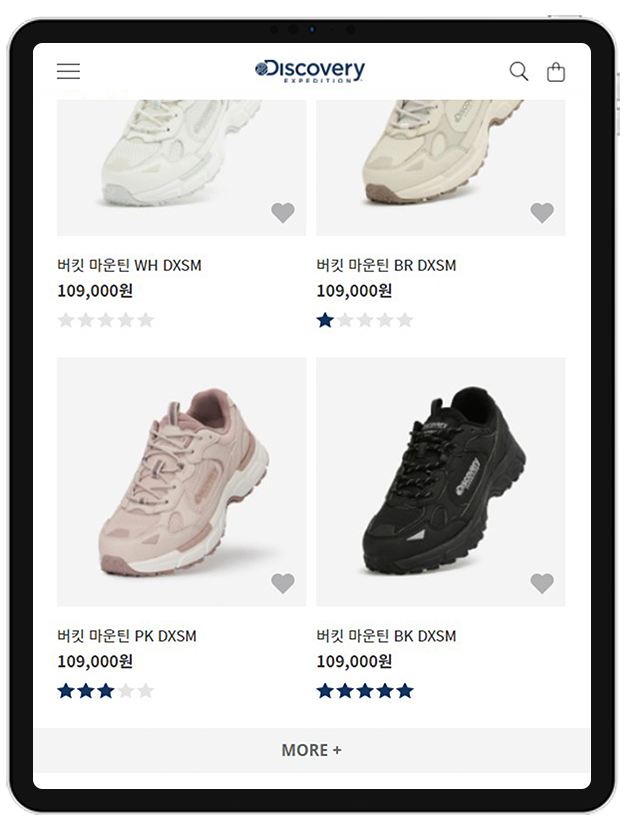 Discovery
EXPEDITION
버킷 마운틴 WH DXSM
109,000원
버킷 마운틴 BR DXSM
109,000원
버킷 마운틴 PK DXSM
109,000원
Discovery
버킷 마운틴 BK DXSM
109,000원
MORE +